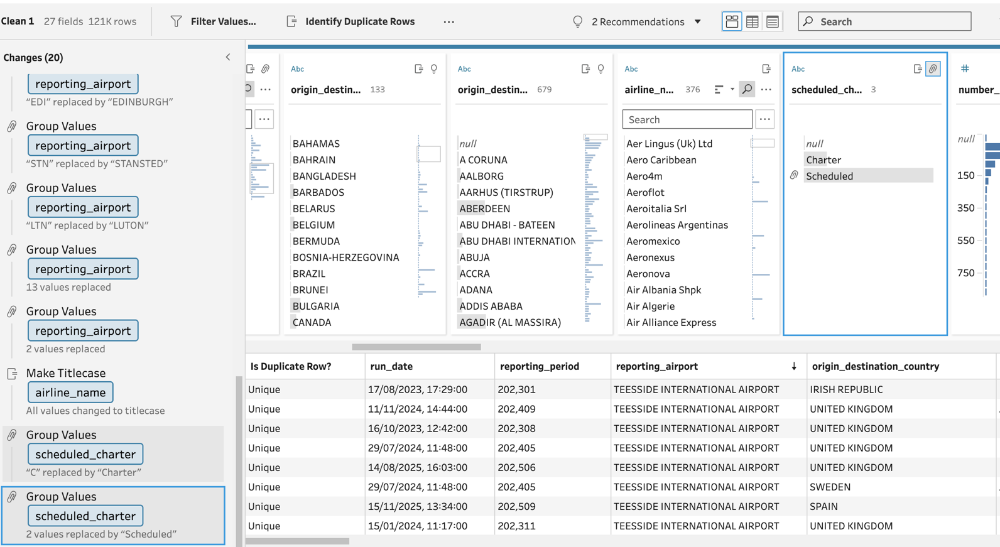 Clean 1 27 fields 121K rows Filter Values... Identify Duplicate Rows ... 2 Recommendations Search
Changes (20)
reporting_airport
“EDI” replaced by “EDINBURGH”
Group Values
reporting_airport
“STN” replaced by “STANSTED”
Group Values
reporting_airport
“LTN” replaced by “LUTON”
Group Values
reporting_airport
13 values replaced
Group Values
reporting_airport
2 values replaced
Make Titlecase
airline_name
All values changed to titlecase
Group Values
scheduled_charter
“C” replaced by “Charter”
Group Values
scheduled_charter
2 values replaced by “Scheduled”
Abc
origin_destin... 133
BAHAMAS
BAHRAIN
BANGLADESH
BARBADOS
BELARUS
BELGIUM
BERMUDA
BOSNIA-HERZEGOVINA
BRAZIL
BRUNEI
BULGARIA
CANADA
Abc
origin_destin... 679
null
A CORUNA
AALBORG
AARHUS (TIRSTRUP)
ABERDEEN
ABU DHABI - BATEEN
ABU DHABI INTERNATION
ABUJA
ACCRA
ADANA
ADDIS ABABA
AGADIR (AL MASSIRA)
Abc
airline_n... 376
Search
Aer Lingus (Uk) Ltd
Aero Caribbean
Aero4m
Aeroflot
Aeroitalia Srl
Aerolineas Argentinas
Aeromexico
Aeronexus
Aeronova
Air Albania Shpk
Air Algerie
Air Alliance Express
Abc
scheduled_ch... 3
null
Charter
Scheduled
#
number_
null
150
350
550
750
Is Duplicate Row? run_date reporting_period reporting_airport origin_destination_country
Unique 17/08/2023, 17:29:00 202,301 TEESSIDE INTERNATIONAL AIRPORT IRISH REPUBLIC
Unique 11/11/2024, 14:44:00 202,409 TEESSIDE INTERNATIONAL AIRPORT UNITED KINGDOM
Unique 16/10/2023, 12:42:00 202,308 TEESSIDE INTERNATIONAL AIRPORT UNITED KINGDOM
Unique 29/07/2024, 11:48:00 202,405 TEESSIDE INTERNATIONAL AIRPORT UNITED KINGDOM
Unique 14/08/2025, 16:03:00 202,506 TEESSIDE INTERNATIONAL AIRPORT UNITED KINGDOM
Unique 29/07/2024, 11:48:00 202,405 TEESSIDE INTERNATIONAL AIRPORT SWEDEN
Unique 15/11/2025, 13:34:00 202,509 TEESSIDE INTERNATIONAL AIRPORT SPAIN
Unique 15/01/2024, 11:17:00 202,311 TEESSIDE INTERNATIONAL AIRPORT UNITED KINGDOM